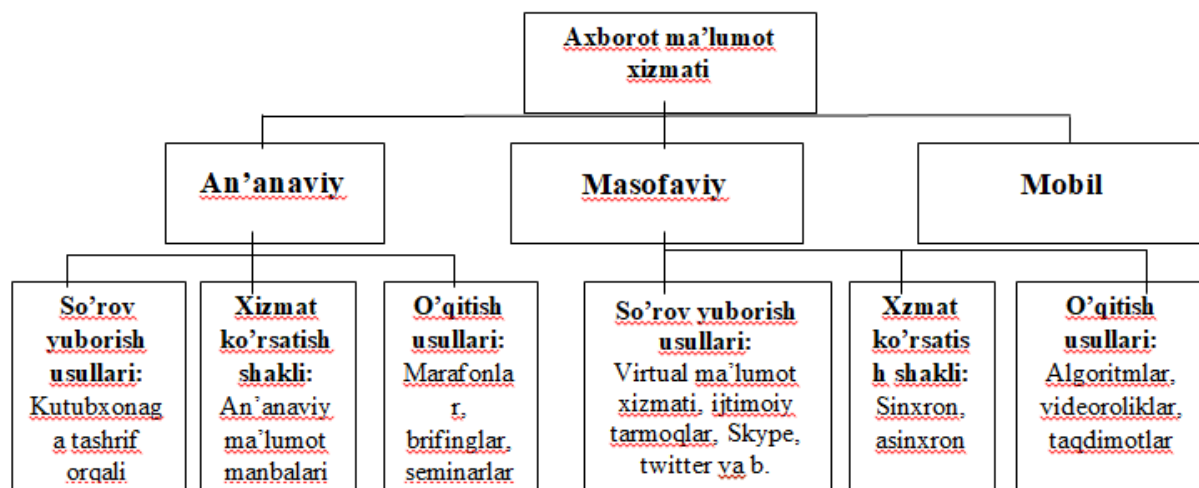 Axborot ma’lumot
xizmati
An’anaviy
Masofaviy
Mobil
So’rov
yuborish
usullari:
Kutubxonag
a tashrif
orqali
Xizmat
ko’rsatish
shakli:
An’anaviy
ma’lumot
manbalari
O’qitish
usullari:
Marafonla
r,
brifinglar,
seminarlar
So’rov yuborish
usullari:
Virtual ma’lumot
xizmati, ijtimoiy
tarmoqlar, Skype,
twitter va b.
Xzmat
ko’rsatis
h shakli:
Sinxron,
asinxron
O’qitish
usullari:
Algoritmlar,
videoroliklar,
taqdimotlar